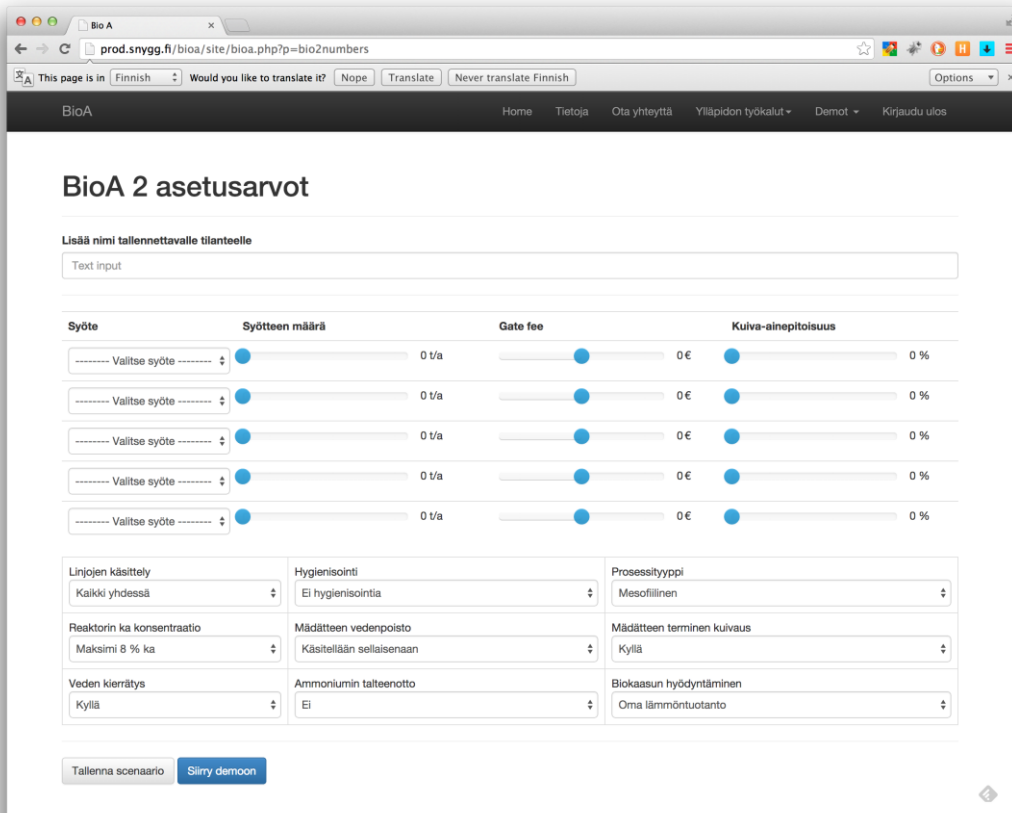 Bio A
prod.snygg.fi/bioa/site/bioa.php?p=bio2numbers
This page is in Finnish Would you like to translate it? Nope Translate Never translate Finnish Options
BioA Home Tietoja Ota yhteyttä Ylläpidon työkalut Demot Kirjaudu ulos
BioA 2 asetusarvot
Lisää nimi tallennettavalle tilanteelle
Text input
Syöte Syötteen määrä Gate fee Kuiva-ainepitoisuus
-------- Valitse syöte -------- 0 t/a 0 € 0 %
-------- Valitse syöte -------- 0 t/a 0 € 0 %
-------- Valitse syöte -------- 0 t/a 0 € 0 %
-------- Valitse syöte -------- 0 t/a 0 € 0 %
-------- Valitse syöte -------- 0 t/a 0 € 0 %
Linjojen käsittely Hygienisointi Prosessityyppi
Kaikki yhdessä Ei hygienisointia Mesofiilinen
Reaktorin ka konsentraatio Mädätteen vedenpoisto Mädätteen terminen kuivaus
Maksimi 8 % ka Käsitellään sellaisenaan Kyllä
Veden kierrätys Ammoniumin talteenotto Biokaasun hyödyntäminen
Kyllä Ei Oma lämmöntuotanto
Tallenna scenaario Siirry demoon